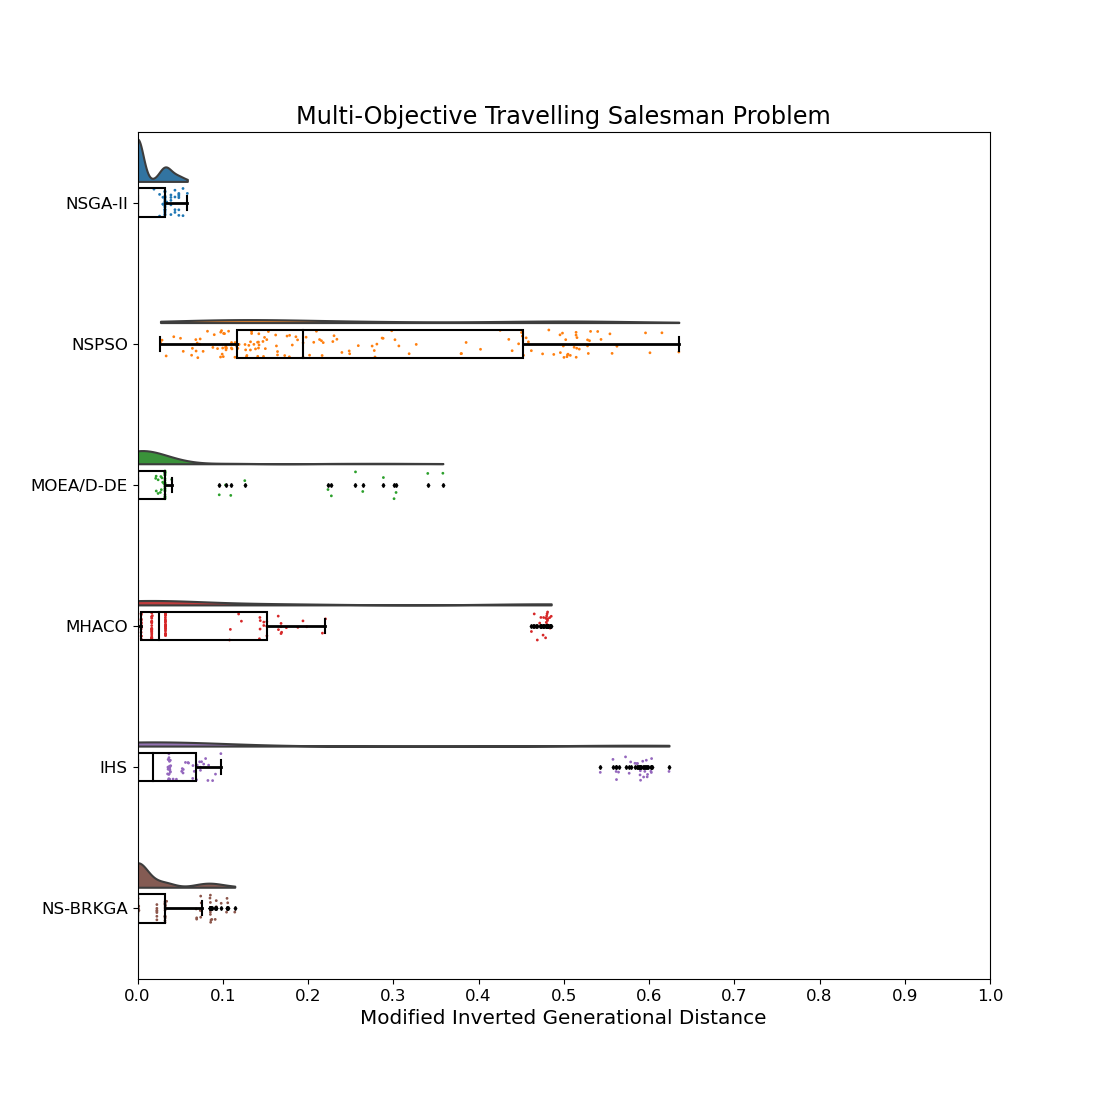 Multi-Objective Travelling Salesman Problem
NSGA-II
NSPSO
MOEA/D-DE
MHACO
IHS
NS-BRKGA
0.0 0.1 0.2 0.3 0.4 0.5 0.6 0.7 0.8 0.9 1.0
Modified Inverted Generational Distance